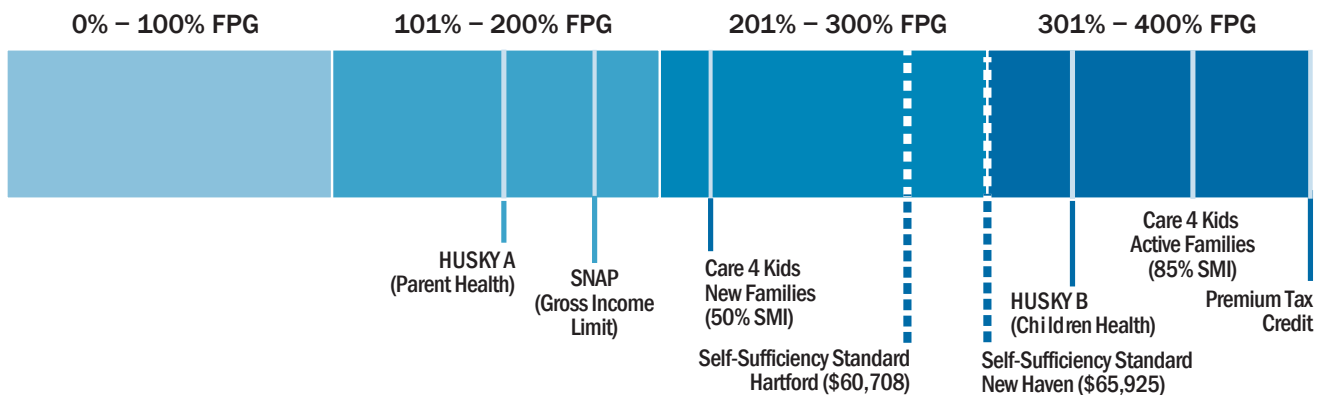 0% – 100% FPG
101% – 200% FPG
201% – 300% FPG
301% – 400% FPG
HUSKY A
(Parent Health)
SNAP
(Gross Income
Limit)
Care 4 Kids
New Families
(50% SMI)
Self-Sufficiency Standard
Hartford ($60,708)
Self-Sufficiency Standard
New Haven ($65,925)
HUSKY B
(Children Health)
Care 4 Kids
Active Families
(85% SMI)
Premium Tax
Credit